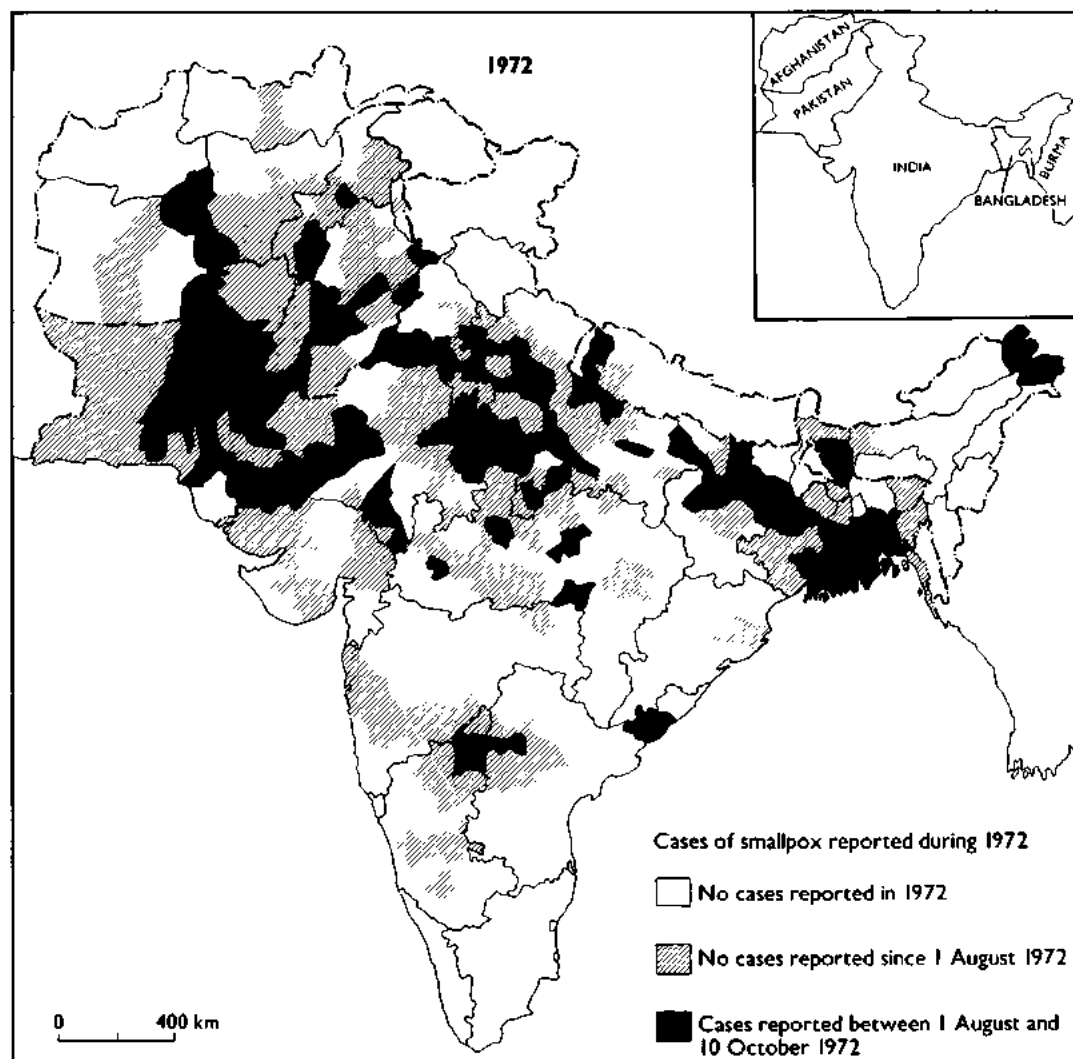 1972
AFGHANISTAN
PAKISTAN
INDIA
BURMA
BANGLADESH
Cases of smallpox reported during 1972
No cases reported in 1972
No cases reported since 1 August 1972
Cases reported between 1 August and
10 October 1972
0 400 km